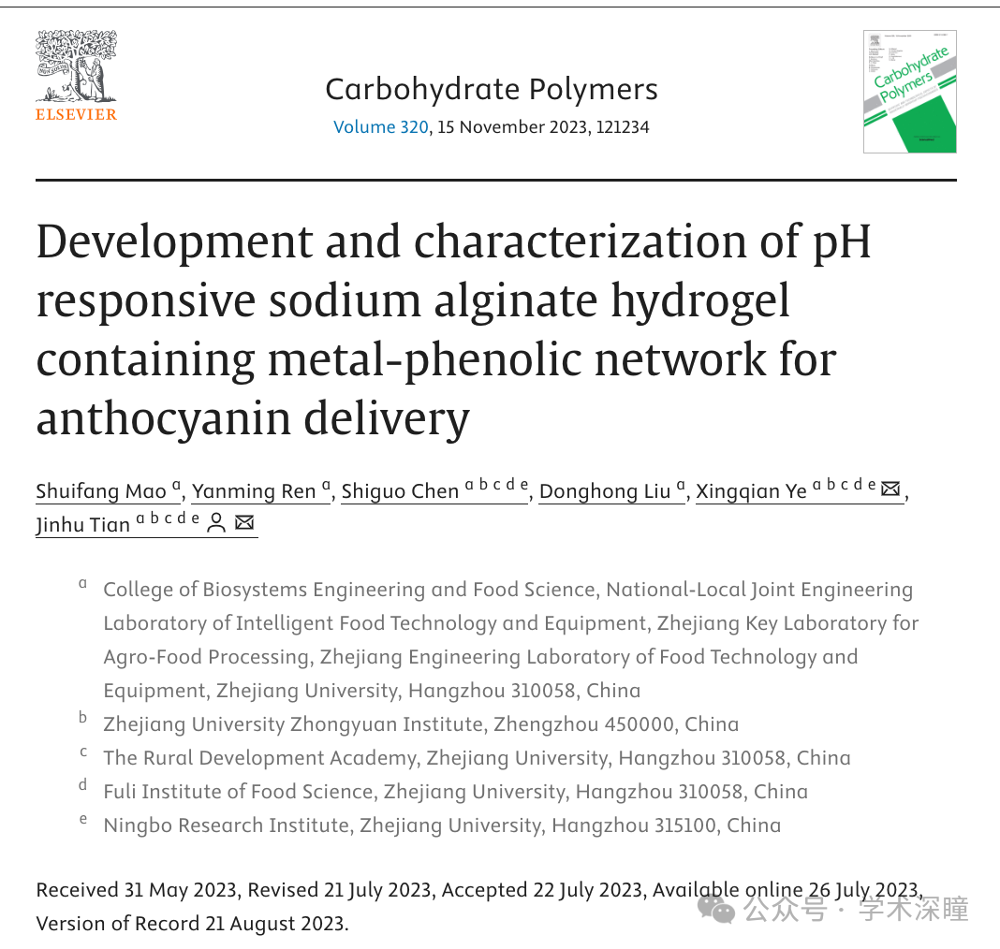 ELSEVIER
Carbohydrate Polymers
Volume 320, 15 November 2023, 121234
Carbohydrate
Polymers
Development and characterization of pH
responsive sodium alginate hydrogel
containing metal-phenolic network for
anthocyanin delivery
Shuifang Mao a, Yanming Ren a, Shiguo Chen a b c d e, Donghong Liu a, Xingqian Ye a b c d e,
Jinhu Tian a b c d e
a College of Biosystems Engineering and Food Science, National-Local Joint Engineering
Laboratory of Intelligent Food Technology and Equipment, Zhejiang Key Laboratory for
Agro-Food Processing, Zhejiang Engineering Laboratory of Food Technology and
Equipment, Zhejiang University, Hangzhou 310058, China
b Zhejiang University Zhongyuan Institute, Zhengzhou 450000, China
c The Rural Development Academy, Zhejiang University, Hangzhou 310058, China
d Fuli Institute of Food Science, Zhejiang University, Hangzhou 310058, China
e Ningbo Research Institute, Zhejiang University, Hangzhou 315100, China
Received 31 May 2023, Revised 21 July 2023, Accepted 22 July 2023, Available online 26 July 2023,
Version of Record 21 August 2023.
公众号 · 学术深瞳